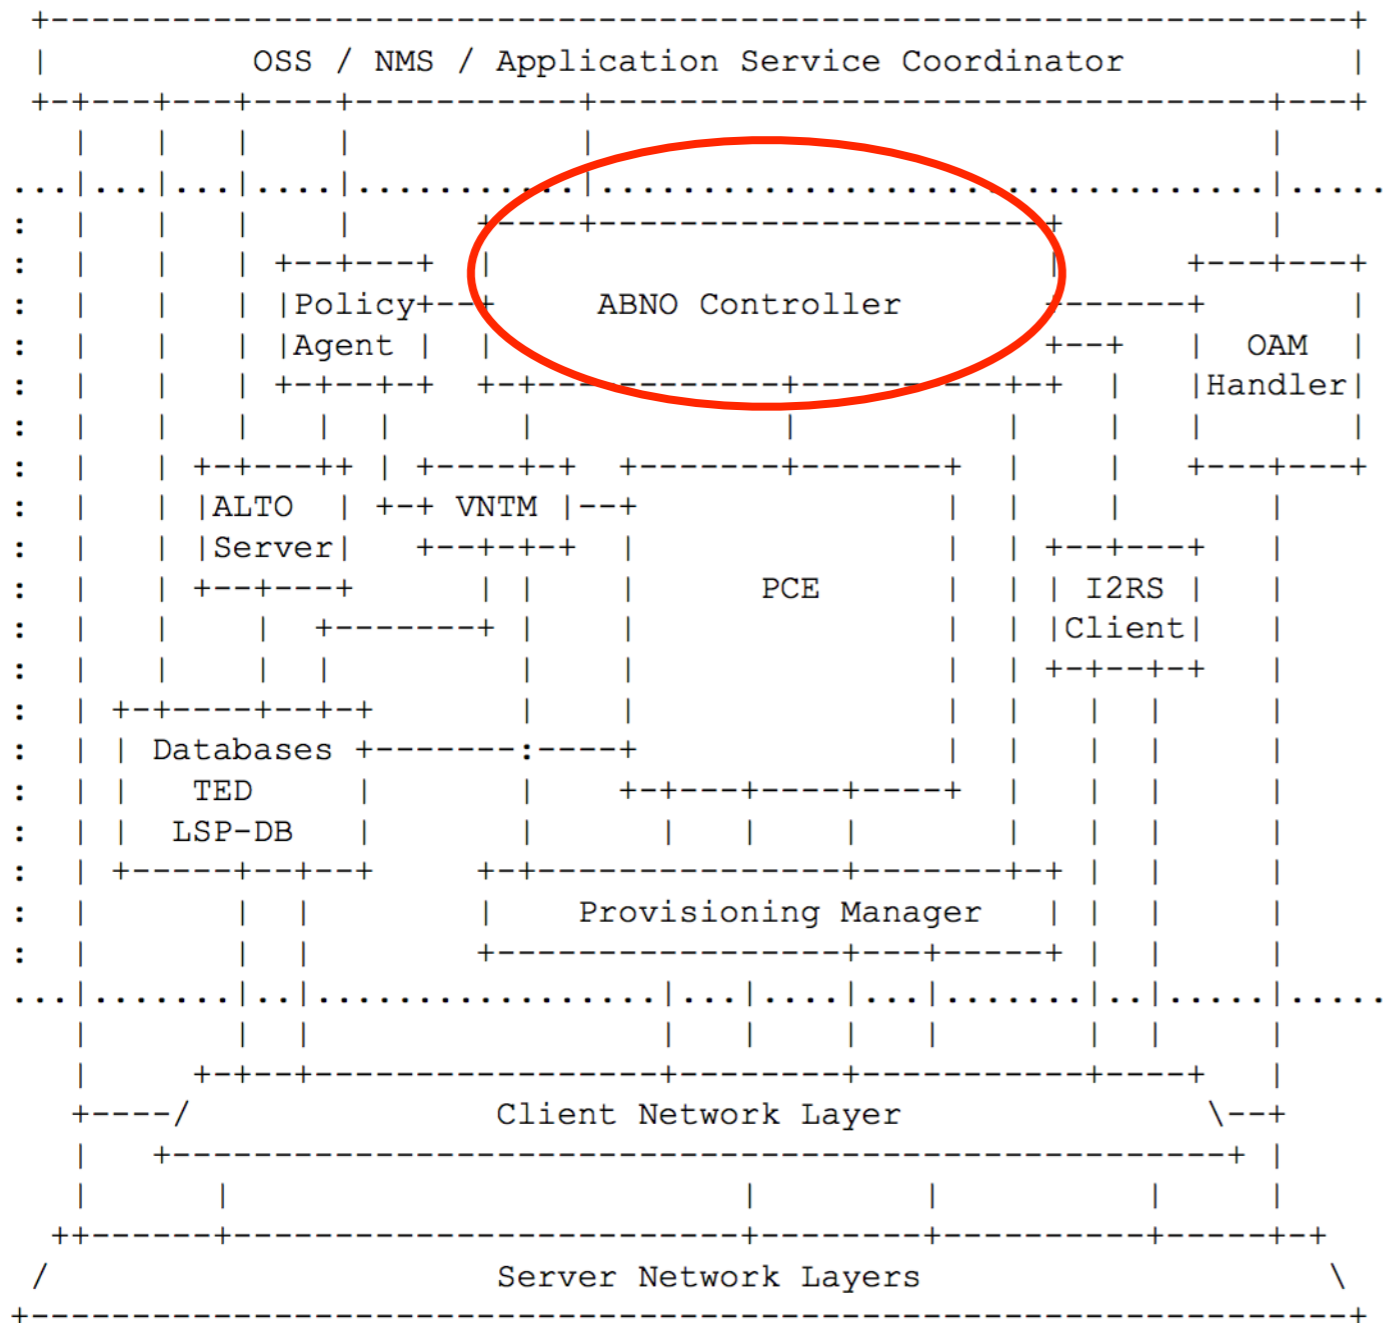 OSS / NMS / Application Service Coordinator
ABNO Controller
Policy
Agent
OAM
Handler
ALTO
Server
VNTM
PCE
I2RS
Client
Databases
TED
LSP-DB
Provisioning Manager
Client Network Layer
Server Network Layers